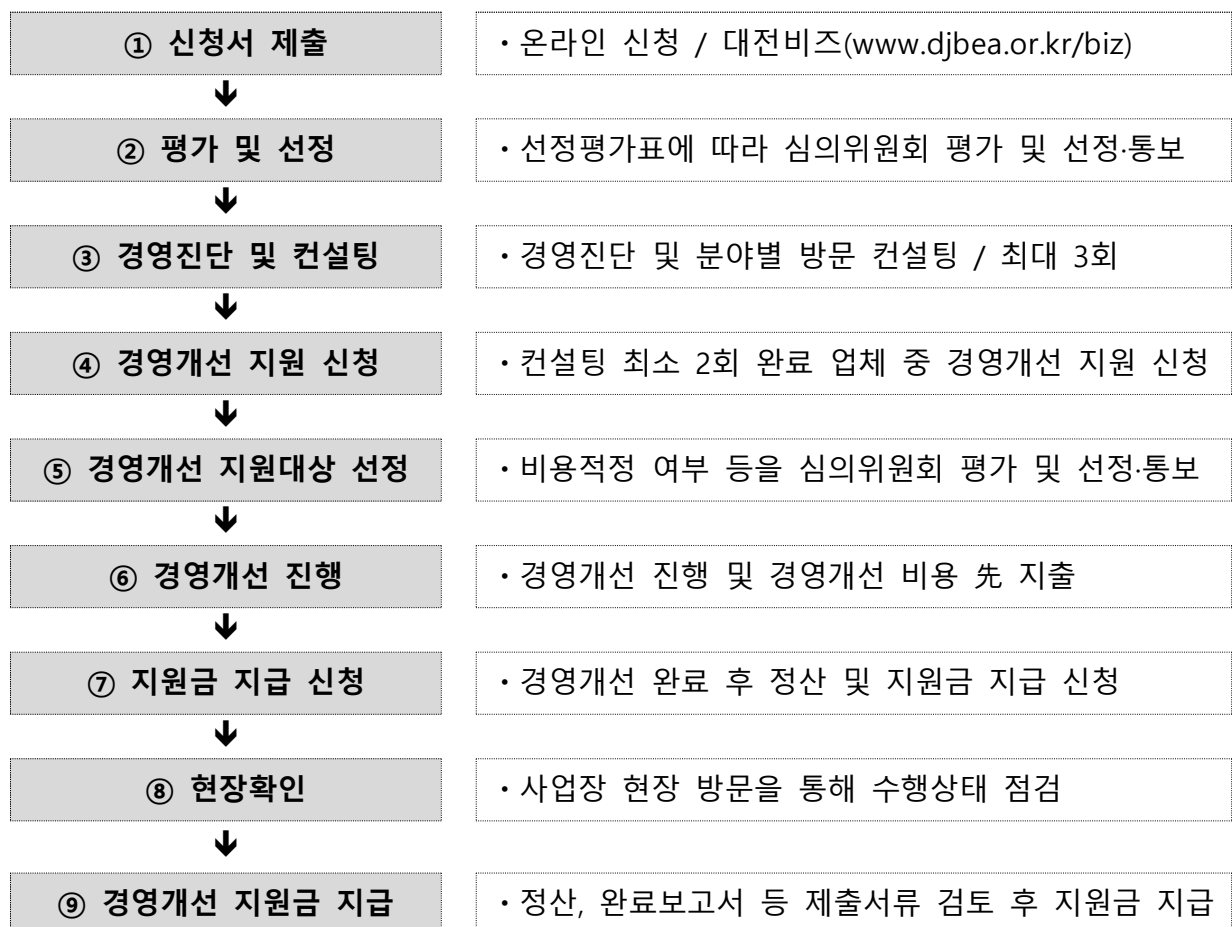 ① 신청서 제출
・온라인 신청 / 대전비즈(www.djbea.or.kr/biz)
② 평가 및 선정
・선정평가표에 따라 심의위원회 평가 및 선정·통보
③ 경영진단 및 컨설팅
・경영진단 및 분야별 방문 컨설팅 / 최대 3회
④ 경영개선 지원 신청
・컨설팅 최소 2회 완료 업체 중 경영개선 지원 신청
⑤ 경영개선 지원대상 선정
・비용적정 여부 등을 심의위원회 평가 및 선정·통보
⑥ 경영개선 진행
・경영개선 진행 및 경영개선 비용 先 지출
⑦ 지원금 지급 신청
・경영개선 완료 후 정산 및 지원금 지급 신청
⑧ 현장확인
・사업장 현장 방문을 통해 수행상태 점검
⑨ 경영개선 지원금 지급
・정산, 완료보고서 등 제출서류 검토 후 지원금 지급